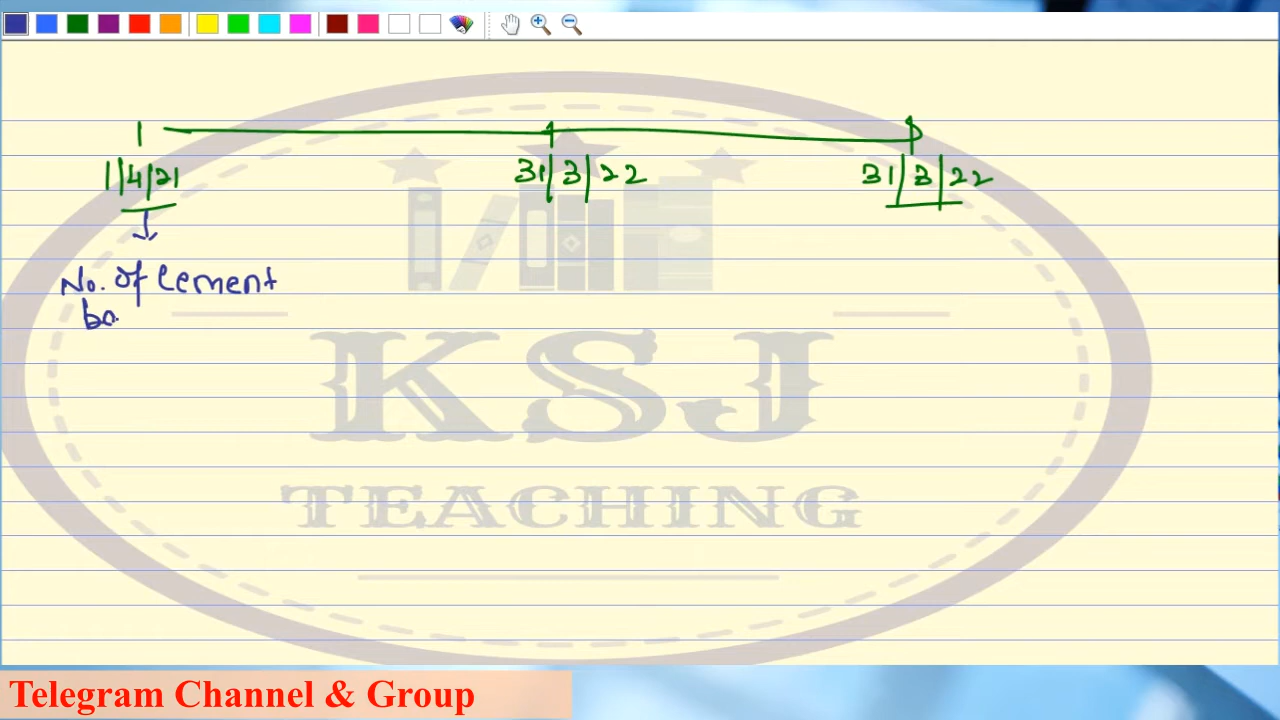 1|4|21 31|3|22 31|3|22
No. of Cement
ba
KSJ
TEACHING
Telegram Channel & Group